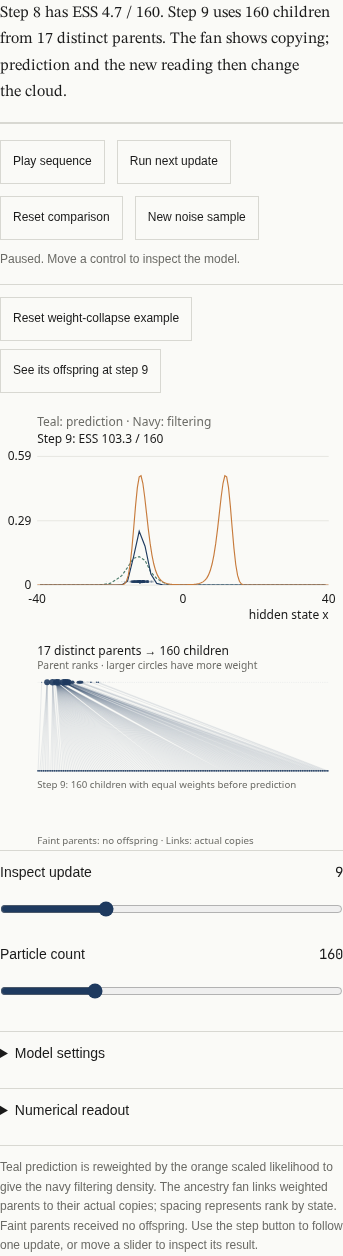 Step 8 has ESS 4.7 / 160. Step 9 uses 160 children
from 17 distinct parents. The fan shows copying;
prediction and the new reading then change
the cloud.
Play sequence
Run next update
Reset comparison
New noise sample
Paused. Move a control to inspect the model.
Reset weight-collapse example
See its offspring at step 9
Teal: prediction · Navy: filtering
Step 9: ESS 103.3 / 160
0.59
0.29
0
-40
0
40
hidden state x
17 distinct parents → 160 children
Parent ranks · larger circles have more weight
Step 9: 160 children with equal weights before prediction
Faint parents: no offspring · Links: actual copies
Inspect update 9
Particle count 160
Model settings
Numerical readout
Teal prediction is reweighted by the orange scaled likelihood to
give the navy filtering density. The ancestry fan links weighted
parents to their actual copies; spacing represents rank by state.
Faint parents received no offspring. Use the step button to follow
one update, or move a slider to inspect its result.